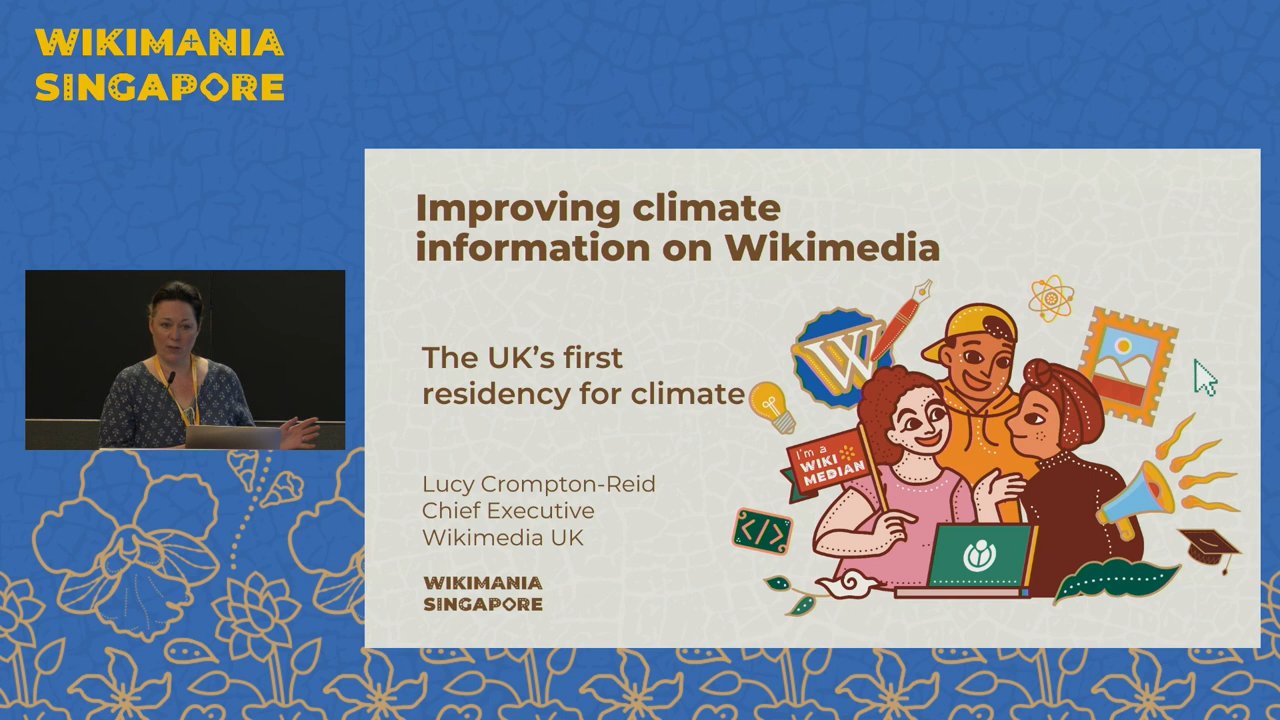 WIKIMANIA
SINGAPORE
Improving climate
information on Wikimedia
The UK's first
residency for climate
W
I'm a
WIKI
MEDIAN
</>
Lucy Crompton-Reid
Chief Executive
Wikimedia UK
WIKIMANIA
SINGAPORE